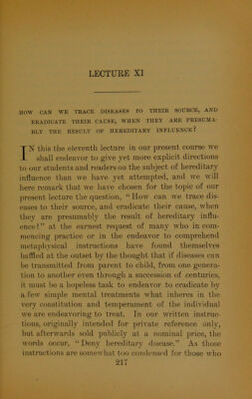 LECTURE XI
HOW CAN WE TRACE DISEASES TO THEIR SOURCE, AND
ERADICATE THEIR CAUSE, WHEN THEY ARE PRESUMA-
BLY THE RESULT OF HEREDITARY INFLUENCE?
IN this the eleventh lecture in our present course we
shall endeavor to give yet more explicit directions
to our students and readers on the subject of hereditary
influence than we have yet attempted, and we will
here remark that we have chosen for the topic of our
present lecture the question, "How can we trace dis-
eases to their source, and eradicate their cause, when
they are presumably the result of hereditary influ-
ence?" at the earnest request of many who in com-
mencing practice or in the endeavor to comprehend
metaphysical instructions have found themselves
baffled at the outset by the thought that if diseases can
be transmitted from parent to child, from one genera-
tion to another even through a succession of centuries,
it must be a hopeless task to endeavor to eradicate by
a few simple mental treatments what inheres in the
very constitution and temperament of the individual
we are endeavoring to treat. In our written instruc-
tions, originally intended for private reference only,
but afterwards sold publicly at a nominal price, the
words occur, "Deny hereditary disease." As those
instructions are somewhat too condensed for those who
217